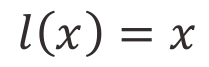 l(x) = x